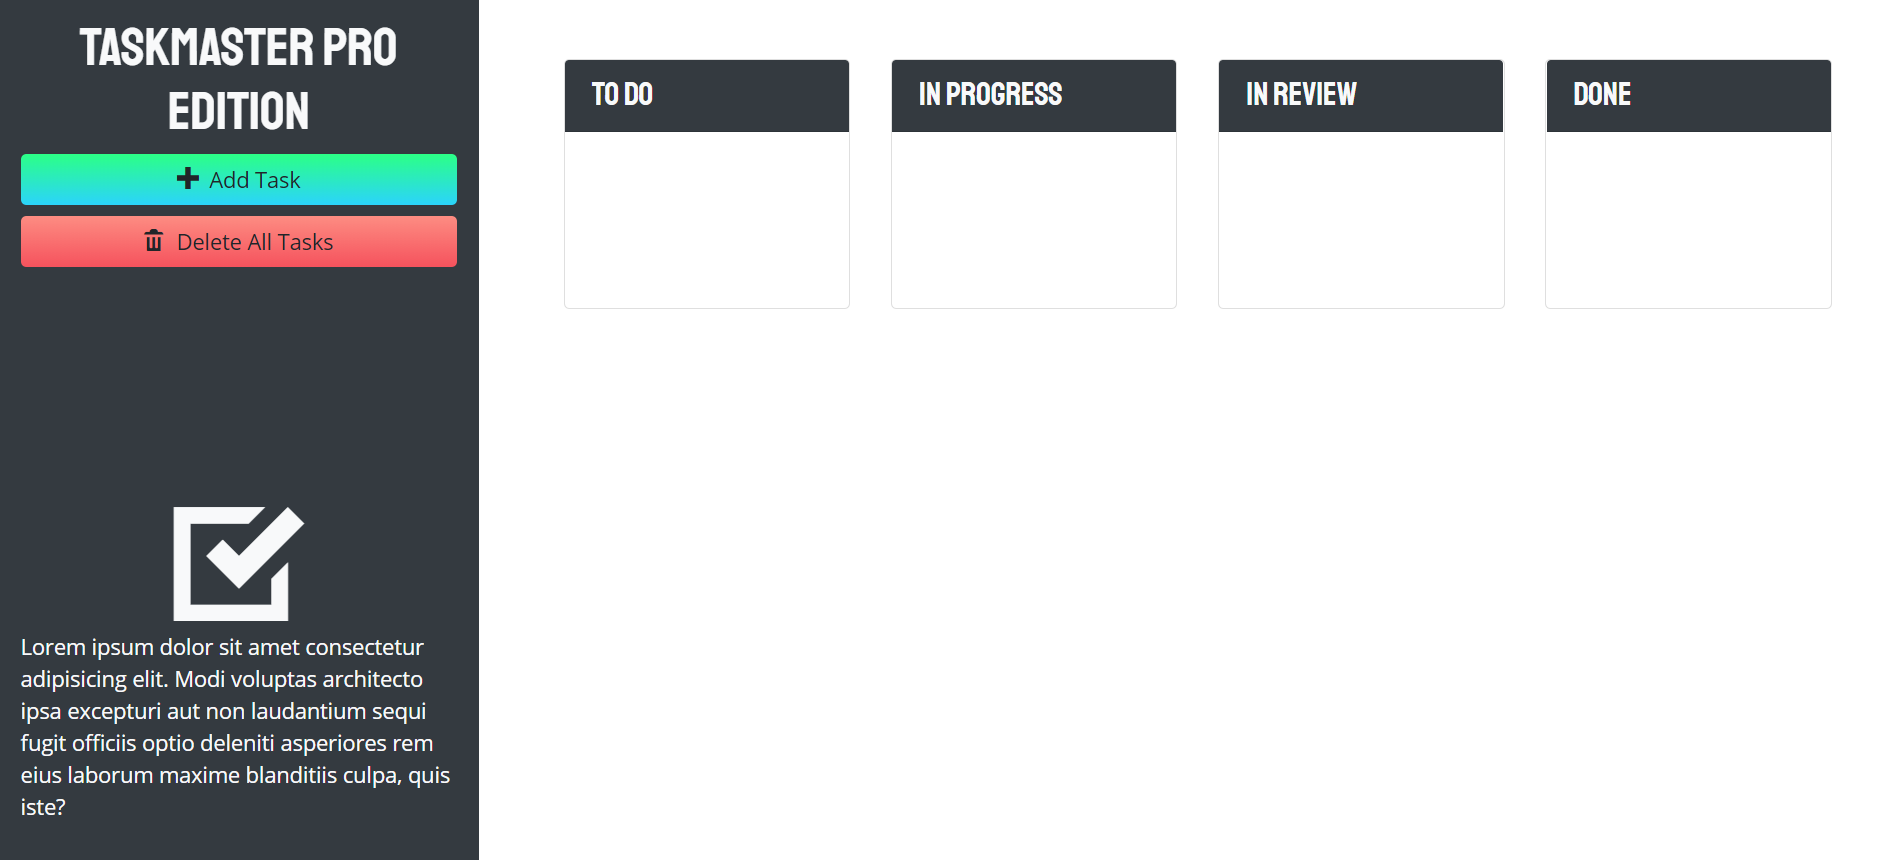 TASKMASTER PRO
EDITION
Add Task
Delete All Tasks
Lorem ipsum dolor sit amet consectetur
adipisicing elit. Modi voluptas architecto
ipsa excepturi aut non laudantium sequi
fugit officiis optio deleniti asperiores rem
eius laborum maxime blanditiis culpa, quis
iste?
TO DO
IN PROGRESS
IN REVIEW
DONE